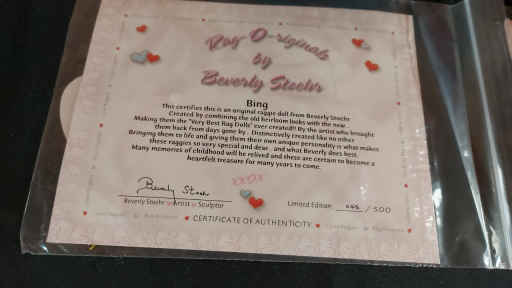 Rag-O-riginals
by
Beverly Stoehr
Bing
This certifies this is an original raggie doll from Beverly Stoehr
Created by combining the old heirloom looks with the new.
Making them the "Very Best Rag Dolls" ever created!! By the artist who brought
them back from days gone by. Distinctively created like no other.
Bringing them to life and giving them their own unique personality is what makes
these raggies so very special and dear.. and what Beverly does best.
Many memories of childhood will be relived and these are certain to become a
heartfelt treasure for many years to come.
Beverly Stoehr
Limited Edition / 500
Beverly Stoehr Artist Sculptor
CERTIFICATE OF AUTHENTICITY